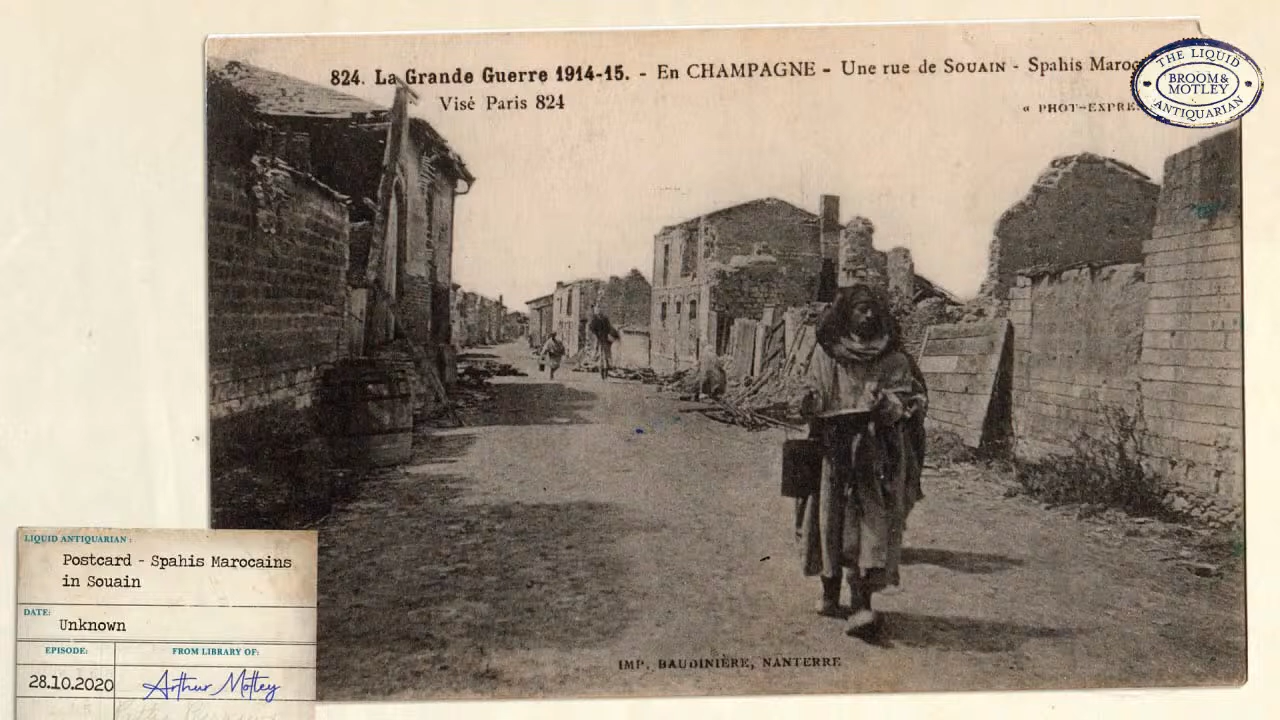 824. La Grande Guerre 1914-15. - En CHAMPAGNE - Une rue de SOUAIN - Spahis Maroc
Visé Paris 824
« PHOT-EXPRE
THE LIQUID
BROOM&
MOTLEY
ANTIQUARIAN
IMP. BAUDINIÈRE, NANTERRE
LIQUID ANTIQUARIAN:
Postcard - Spahis Marocains
in Souain
DATE:
Unknown
EPISODE:
FROM LIBRARY OF:
28.10.2020
Arthur Motley